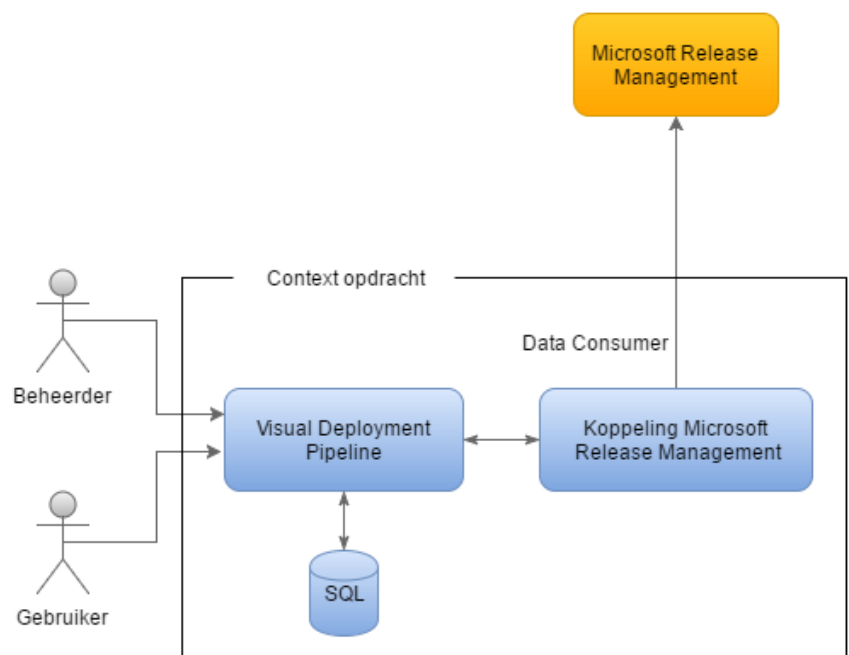 Microsoft Release
Management
Context opdracht
Data Consumer
Beheerder
Visual Deployment
Pipeline
Koppeling Microsoft
Release Management
SQL
Gebruiker